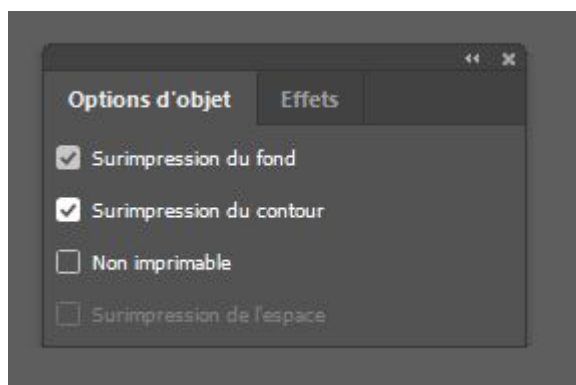 Options d'objet Effets
Surimpression du fond
Surimpression du contour
Non imprimable
Surimpression de l'espace